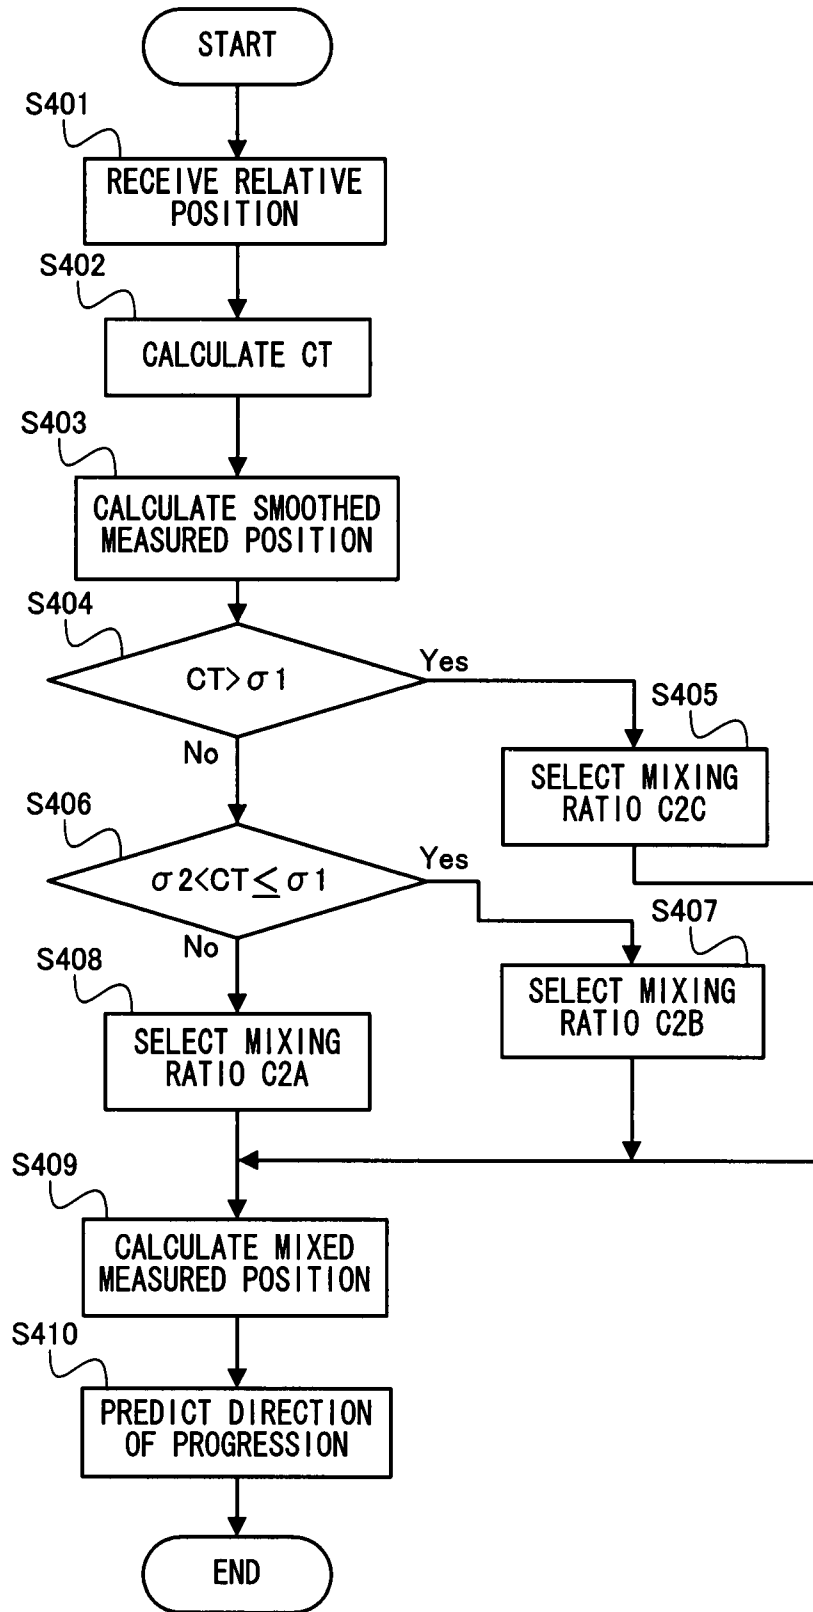 START
S401
RECEIVE RELATIVE
POSITION
S402
CALCULATE CT
S403
CALCULATE SMOOTHED
MEASURED POSITION
S404
CT>σ1
Yes
No
S405
SELECT MIXING
RATIO C2C
S406
σ2<CT≤σ1
Yes
No
S407
SELECT MIXING
RATIO C2B
S408
SELECT MIXING
RATIO C2A
S409
CALCULATE MIXED
MEASURED POSITION
S410
PREDICT DIRECTION
OF PROGRESSION
END